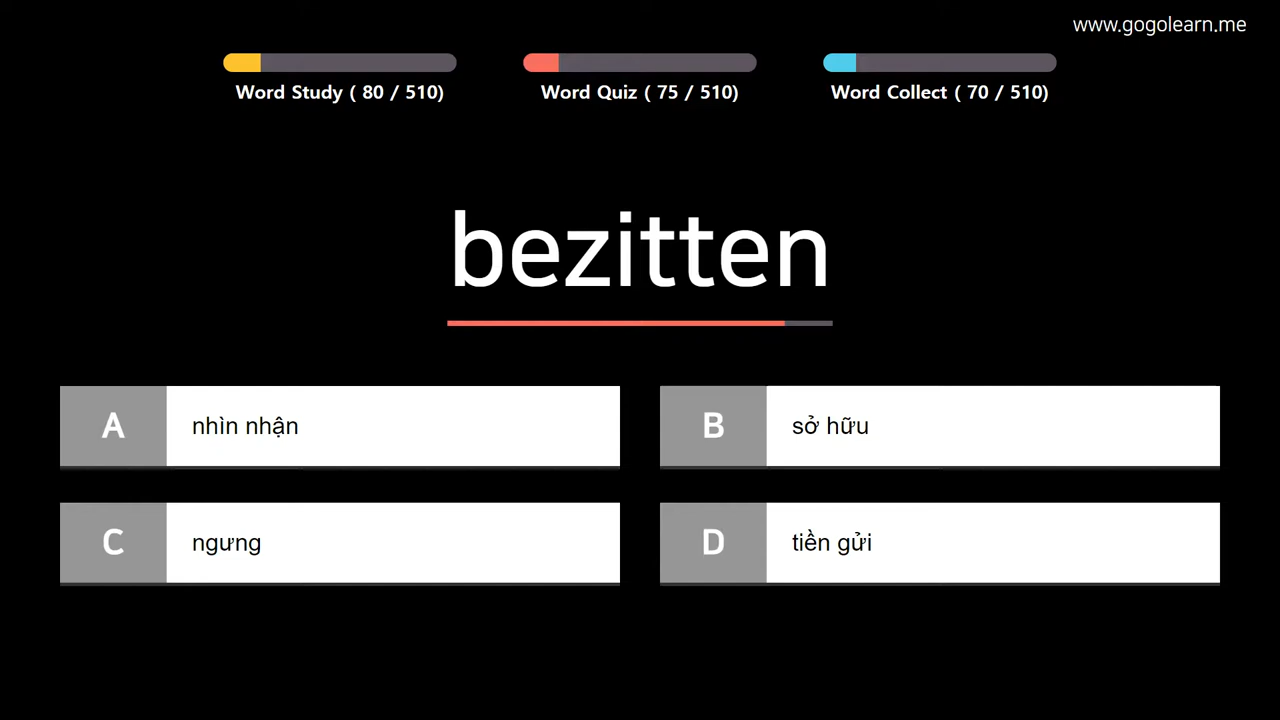 www.gogolearn.me
Word Study ( 80 / 510)
Word Quiz ( 75 / 510)
Word Collect ( 70 / 510)
bezitten
A nhìn nhận
B sở hữu
C ngưng
D tiền gửi